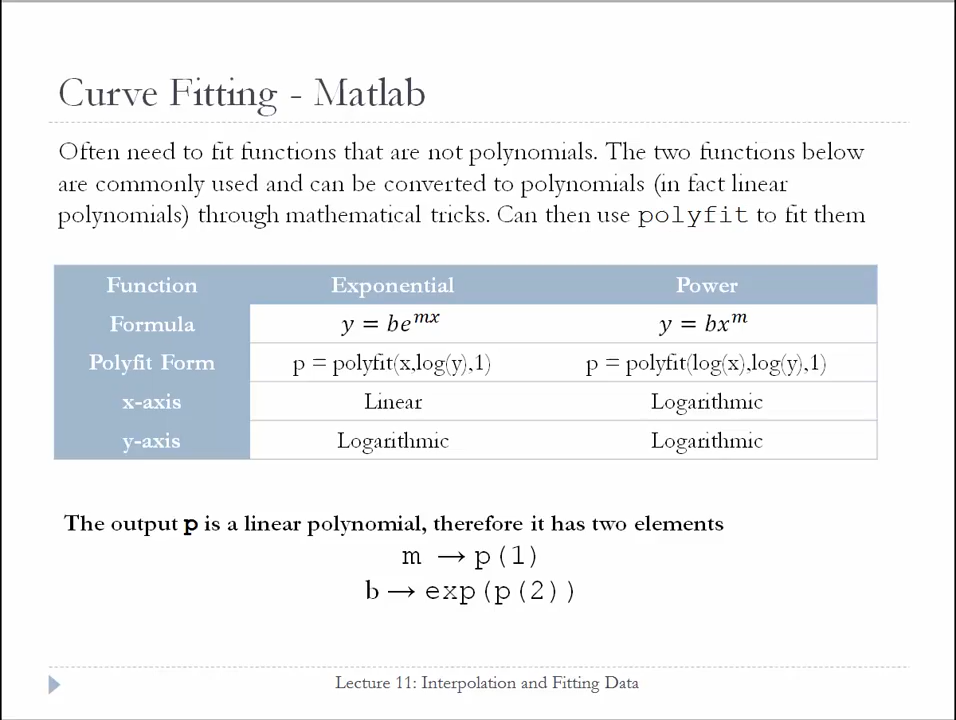 Curve Fitting - Matlab
Often need to fit functions that are not polynomials. The two functions below
are commonly used and can be converted to polynomials (in fact linear
polynomials) through mathematical tricks. Can then use polyfit to fit them
Function Exponential Power
Formula y = be^{mx} y = bx^m
Polyfit Form p = polyfit(x,log(y),1) p = polyfit(log(x),log(y),1)
x-axis Linear Logarithmic
y-axis Logarithmic Logarithmic
The output p is a linear polynomial, therefore it has two elements
m → p(1)
b → exp(p(2))
Lecture 11: Interpolation and Fitting Data